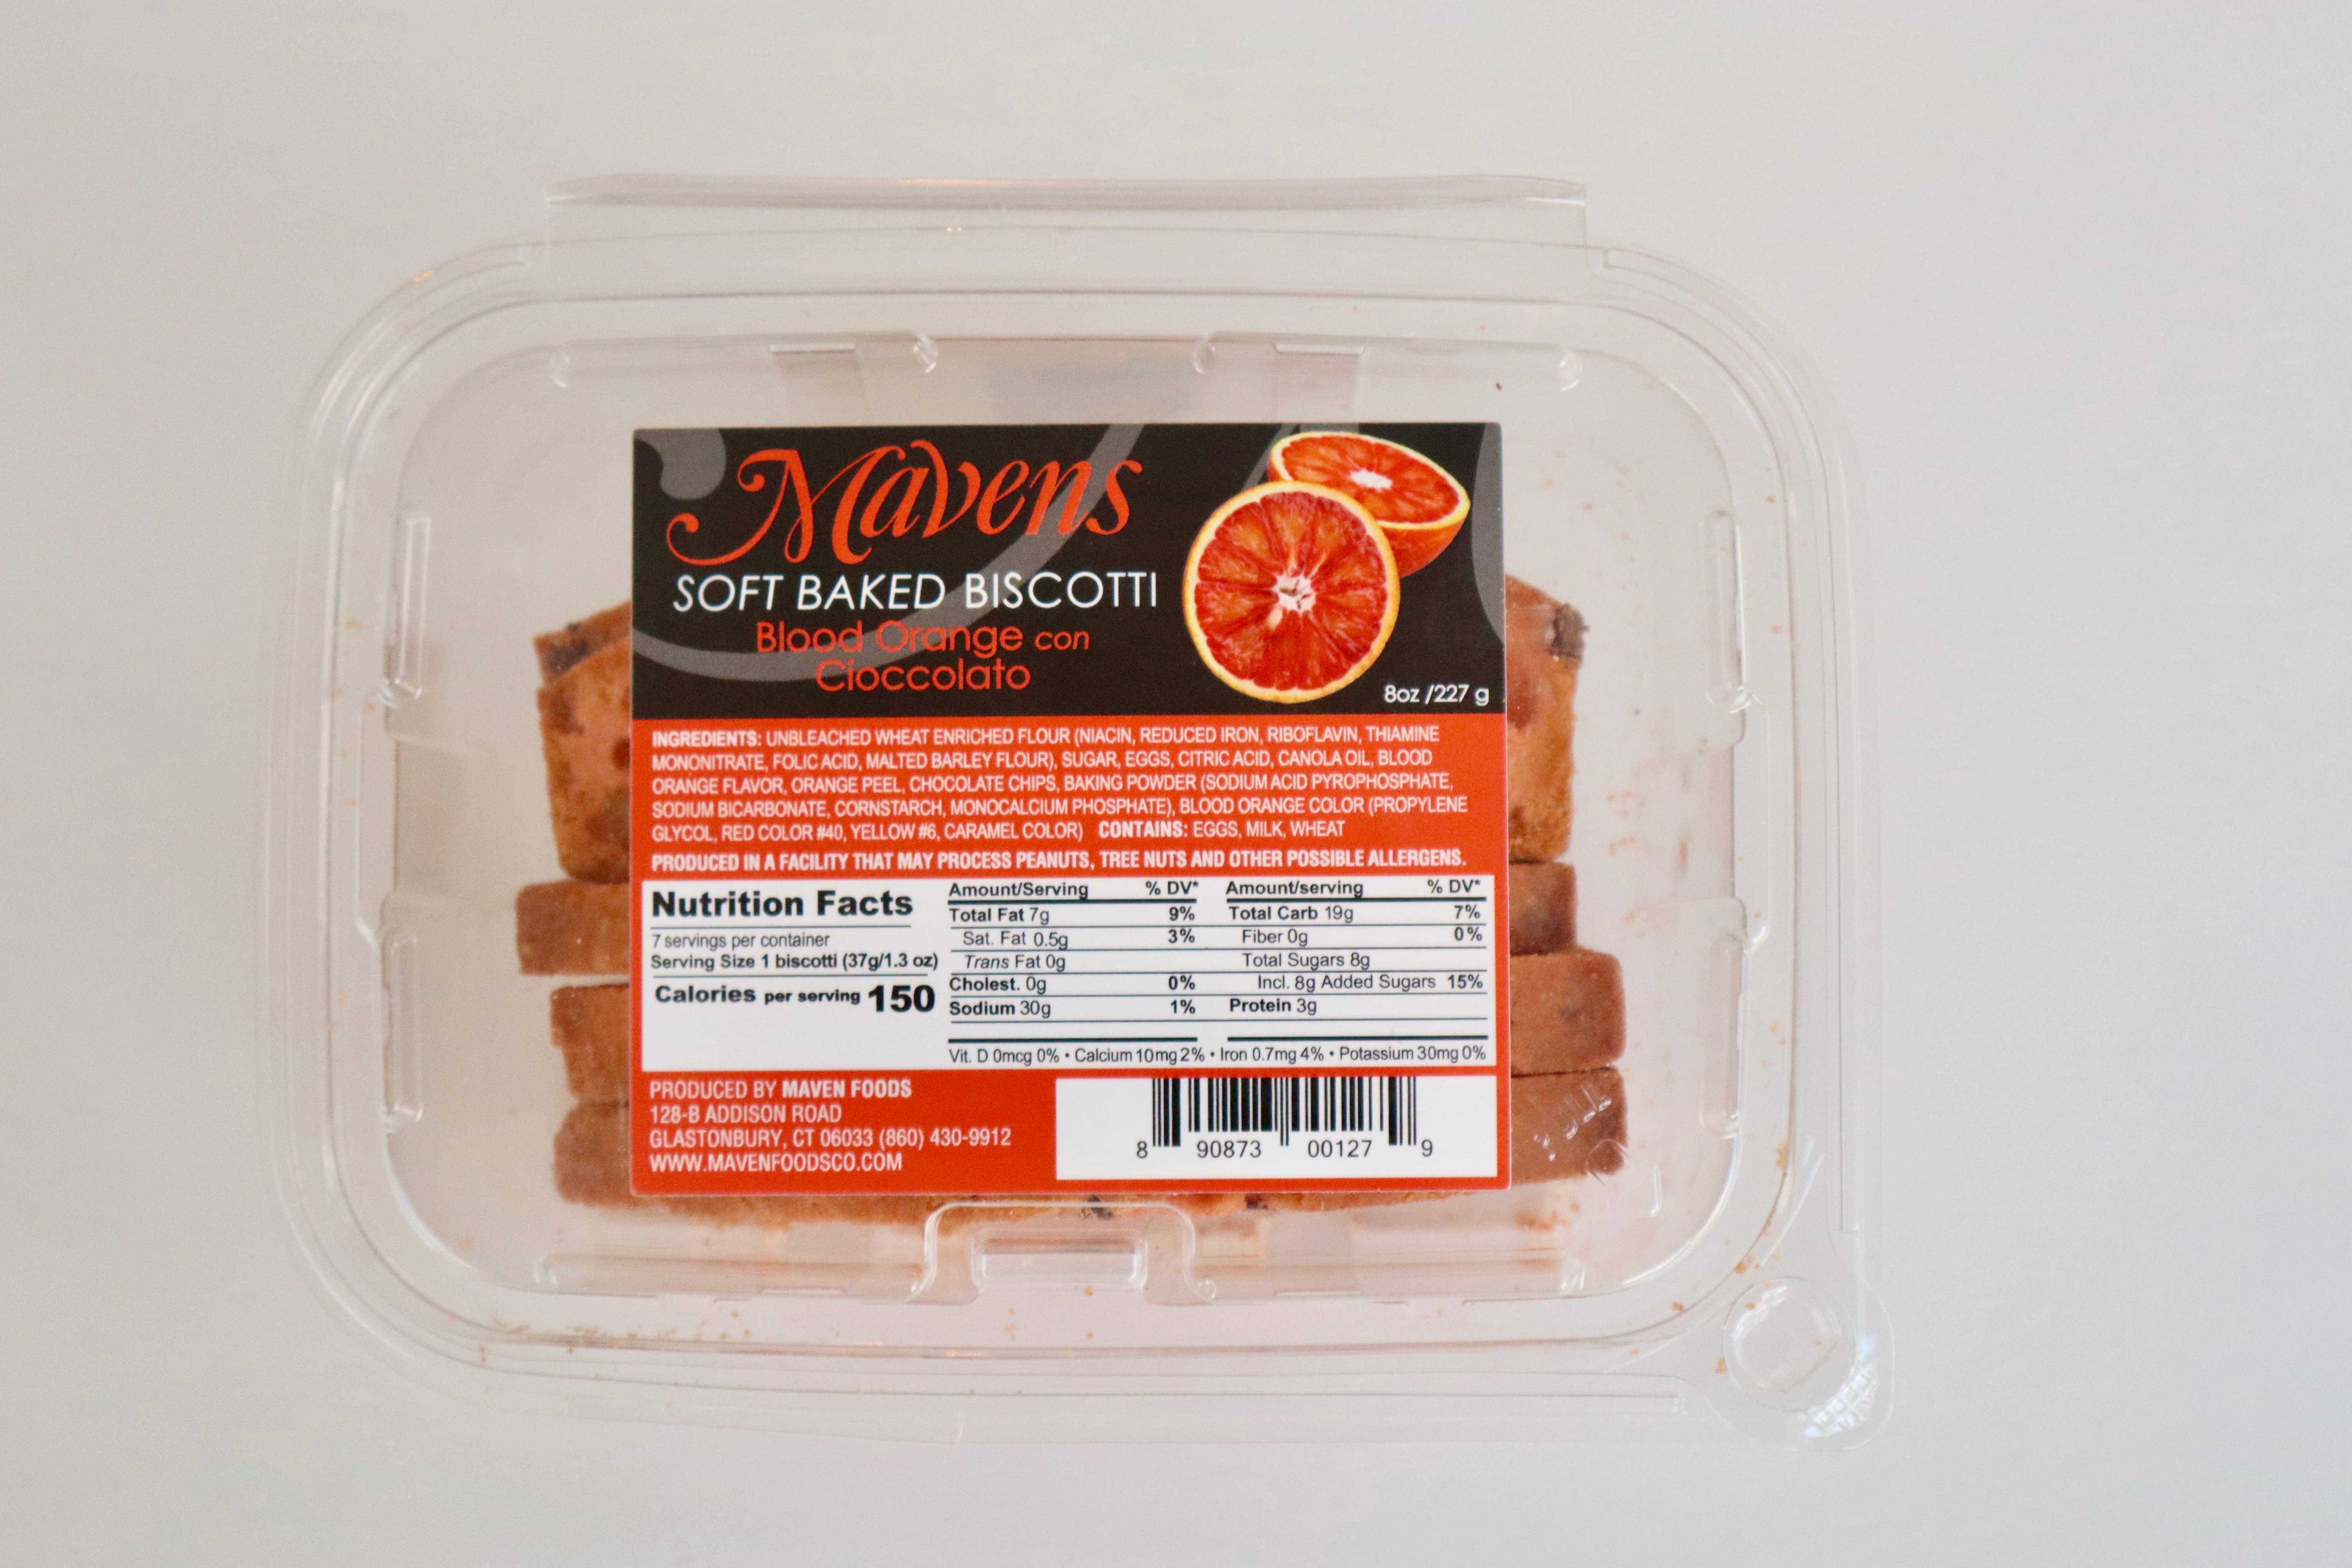 Mavens
SOFT BAKED BISCOTTI
Blood Orange con
Cioccolato
8oz /227 g
INGREDIENTS: UNBLEACHED WHEAT ENRICHED FLOUR (NIACIN, REDUCED IRON, RIBOFLAVIN, THIAMINE
MONONITRATE, FOLIC ACID, MALTED BARLEY FLOUR), SUGAR, EGGS, CITRIC ACID, CANOLA OIL, BLOOD
ORANGE FLAVOR, ORANGE PEEL, CHOCOLATE CHIPS, BAKING POWDER (SODIUM ACID PYROPHOSPHATE,
SODIUM BICARBONATE, CORNSTARCH, MONOCALCIUM PHOSPHATE), BLOOD ORANGE COLOR (PROPYLENE
GLYCOL, RED COLOR #40, YELLOW #6, CARAMEL COLOR) CONTAINS: EGGS, MILK, WHEAT
PRODUCED IN A FACILITY THAT MAY PROCESS PEANUTS, TREE NUTS AND OTHER POSSIBLE ALLERGENS.
Nutrition Facts
7 servings per container
Serving Size 1 biscotti (37g/1.3 oz)
Calories per serving 150
Amount/Serving % DV*
Total Fat 7g 9%
Sat. Fat 0.5g 3%
Trans Fat 0g
Cholest. 0g 0%
Sodium 30g 1%
Amount/serving % DV*
Total Carb 19g 7%
Fiber 0g 0%
Total Sugars 8g
Incl. 8g Added Sugars 15%
Protein 3g
Vit. D 0mcg 0% • Calcium 10mg 2% • Iron 0.7mg 4% • Potassium 30mg 0%
PRODUCED BY MAVEN FOODS
128-B ADDISON ROAD
GLASTONBURY, CT 06033 (860) 430-9912
WWW.MAVENFOODSCO.COM
8 90873 00127 9